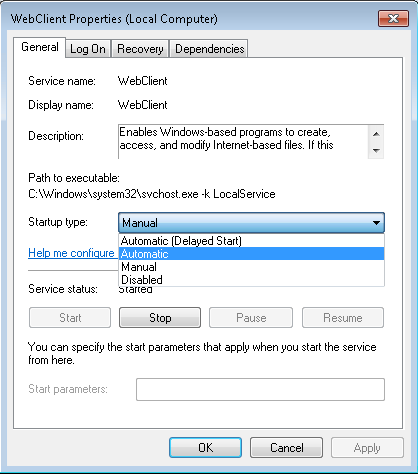 WebClient Properties (Local Computer)
General Log On Recovery Dependencies
Service name: WebClient
Display name: WebClient
Description: Enables Windows-based programs to create,
access, and modify Internet-based files. If this
Path to executable:
C:\Windows\system32\svchost.exe -k LocalService
Startup type: Manual
Automatic (Delayed Start)
Help me configure Automatic
Manual
Disabled
Service status: Started
Start Stop Pause Resume
You can specify the start parameters that apply when you start the service
from here.
Start parameters:
OK Cancel Apply